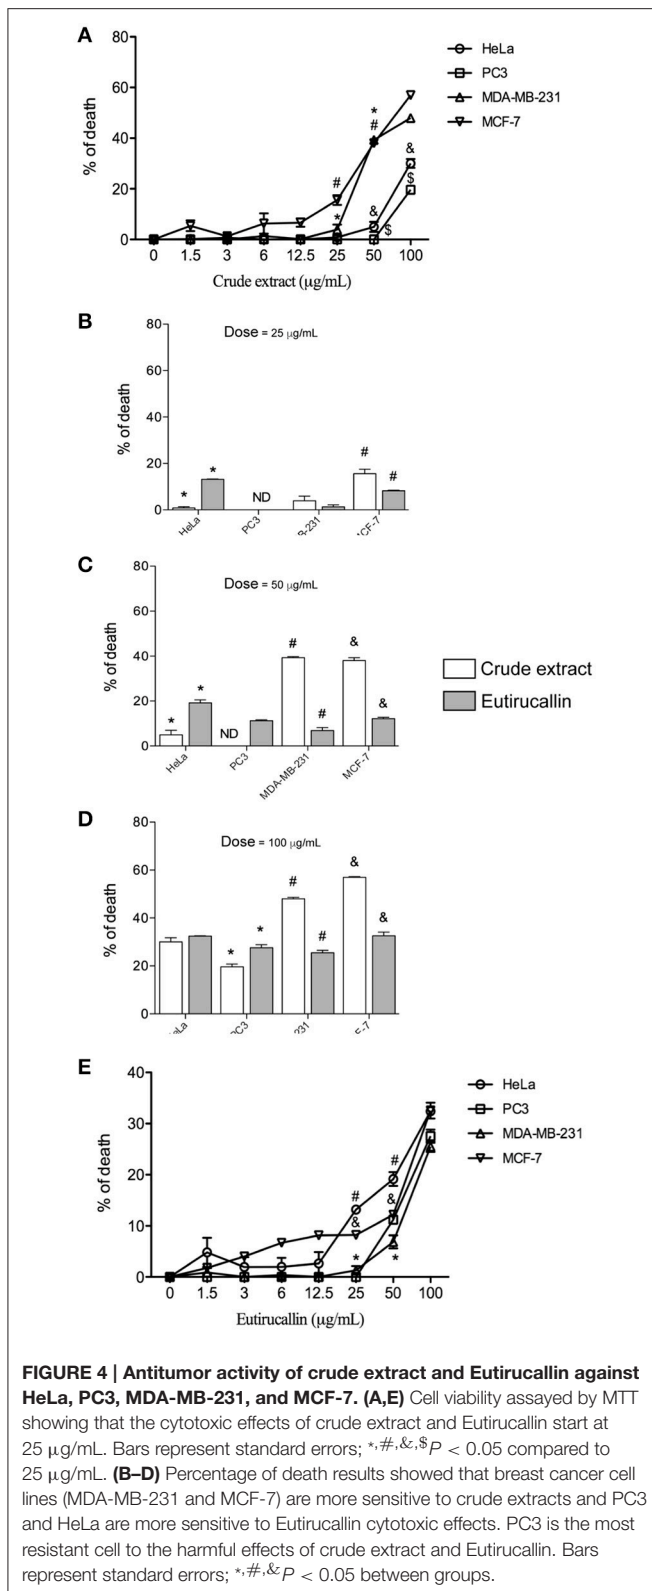 A
80
60
40
20
0
% of death
HeLa
PC3
MDA-MB-231
MCF-7
*
#
#
*
&
$
&
$
0 1.5 3 6 12.5 25 50 100
Crude extract (μg/mL)
B
80
60
40
20
0
% of death
Dose = 25 μg/mL
*
*
ND
#
#
HeLa
PC3
B-231
MCF-7
C
80
60
40
20
0
% of death
Dose = 50 μg/mL
*
*
ND
#
#
&
&
HeLa
PC3
MDA-MB-231
MCF-7
Crude extract
Eutirucallin
D
80
60
40
20
0
% of death
Dose = 100 μg/mL
*
*
#
#
&
&
HeLa
PC3
231
F-7
E
40
30
20
10
0
% of death
HeLa
PC3
MDA-MB-231
MCF-7
#
&
*
#
&
*
0 1.5 3 6 12.5 25 50 100
Eutirucallin (μg/mL)
FIGURE 4 | Antitumor activity of crude extract and Eutirucallin against
HeLa, PC3, MDA-MB-231, and MCF-7. (A,E) Cell viability assayed by MTT
showing that the cytotoxic effects of crude extract and Eutirucallin start at
25 μg/mL. Bars represent standard errors; *,#,&,$P < 0.05 compared to
25 μg/mL. (B–D) Percentage of death results showed that breast cancer cell
lines (MDA-MB-231 and MCF-7) are more sensitive to crude extracts and PC3
and HeLa are more sensitive to Eutirucallin cytotoxic effects. PC3 is the most
resistant cell to the harmful effects of crude extract and Eutirucallin. Bars
represent standard errors; *,#,&P < 0.05 between groups.